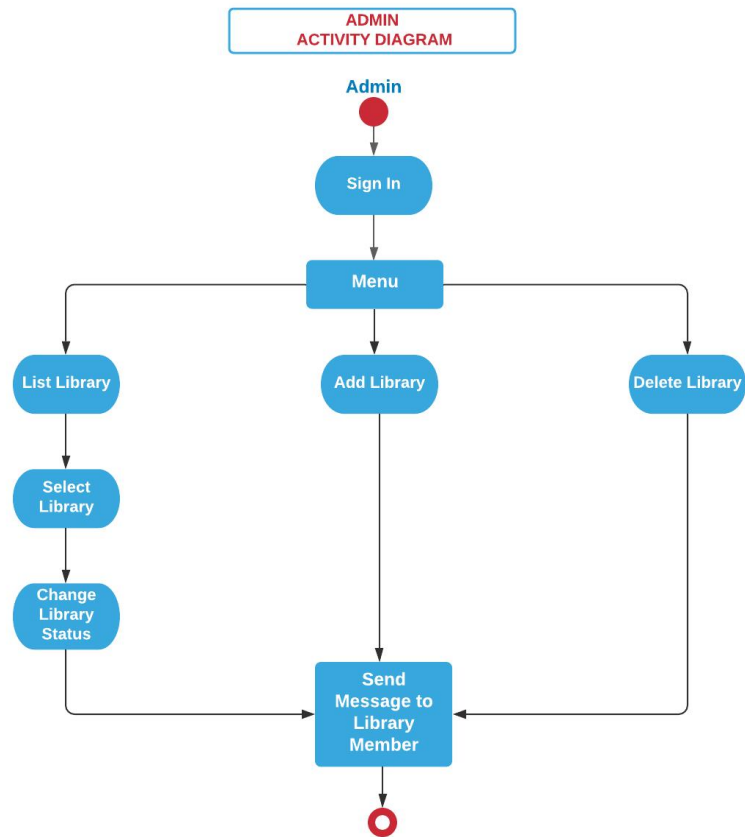 ADMIN
ACTIVITY DIAGRAM
Admin
Sign In
Menu
List Library
Add Library
Delete Library
Select
Library
Change
Library
Status
Send
Message to
Library
Member